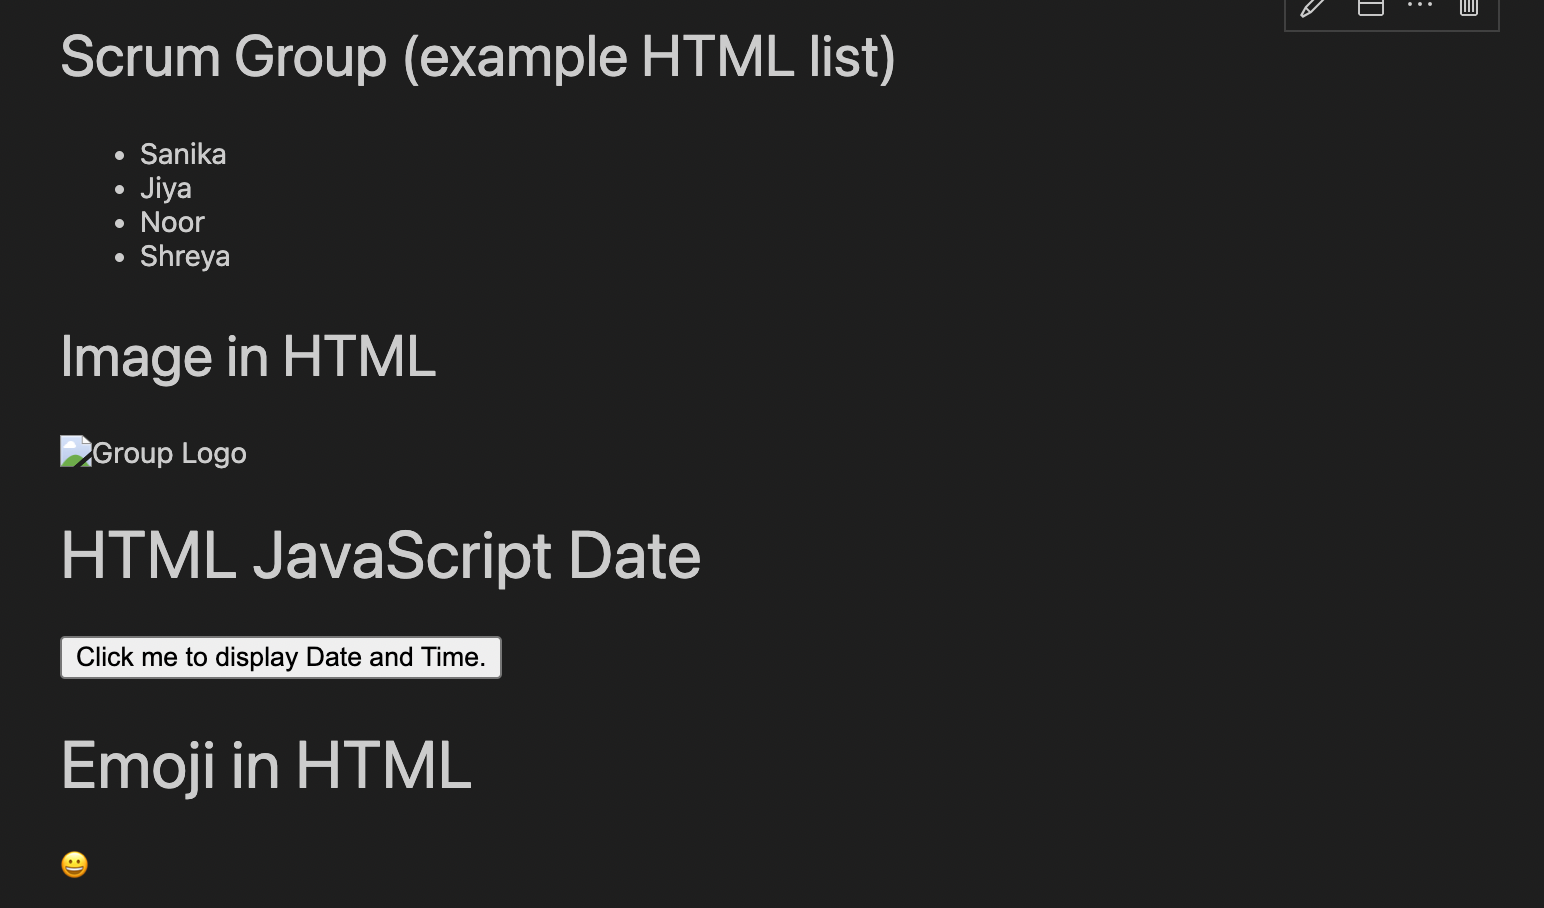 Scrum Group (example HTML list)
• Sanika
• Jiya
• Noor
• Shreya
Image in HTML
Group Logo
HTML JavaScript Date
Click me to display Date and Time.
Emoji in HTML
😀